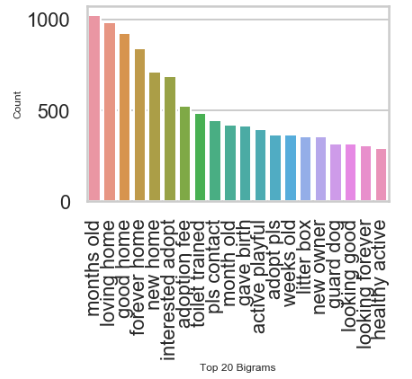 1000
500
0
Count
months old
loving home
good home
forever home
new home
interested adopt
adoption fee
toilet trained
pls contact
month old
gave birth
active playful
adopt pls
weeks old
litter box
new owner
guard dog
looking good
looking forever
healthy active
Top 20 Bigrams